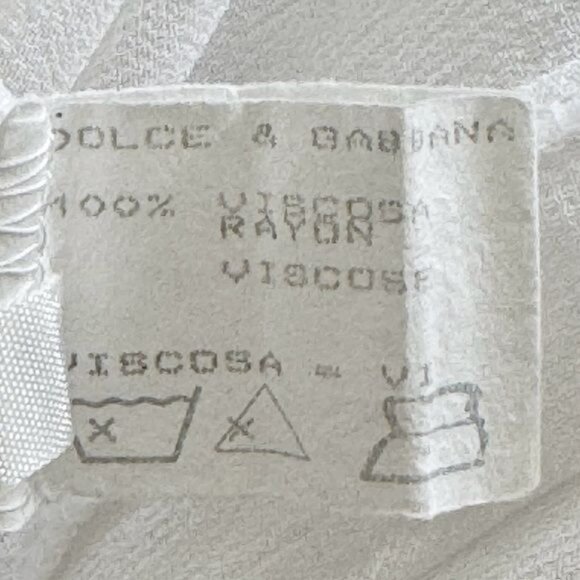 DOLCE & GABBANA
100% VISCOSA
RAYON
VISCOSE
VISCOSA = VI